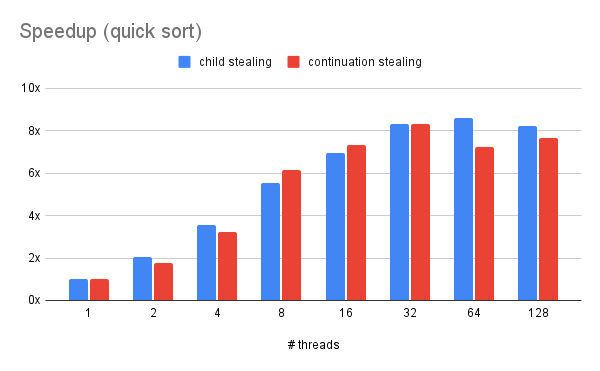 Speedup (quick sort)
child stealing continuation stealing
10x
8x
6x
4x
2x
0x
1 2 4 8 16 32 64 128
# threads